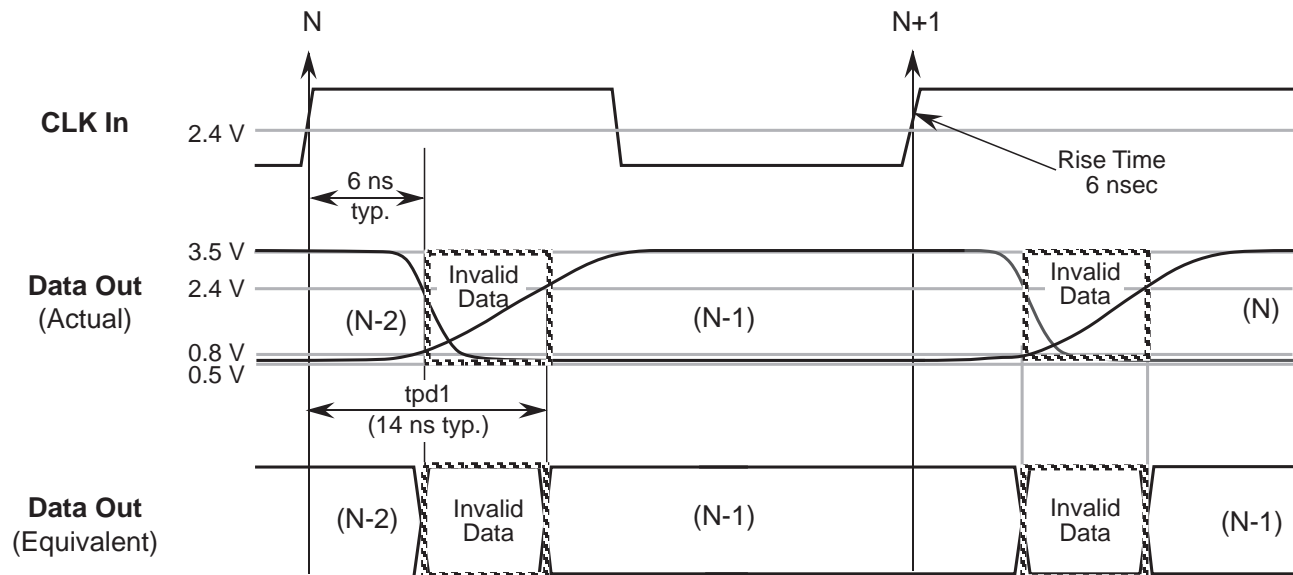 N
N+1
CLK In
2.4 V
Rise Time
6 nsec
6 ns
typ.
3.5 V
Data Out
(Actual)
2.4 V
0.8 V
0.5 V
(N-2)
Invalid
Data
(N-1)
Invalid
Data
(N)
tpd1
(14 ns typ.)
Data Out
(Equivalent)
(N-2)
Invalid
Data
(N-1)
Invalid
Data
(N-1)